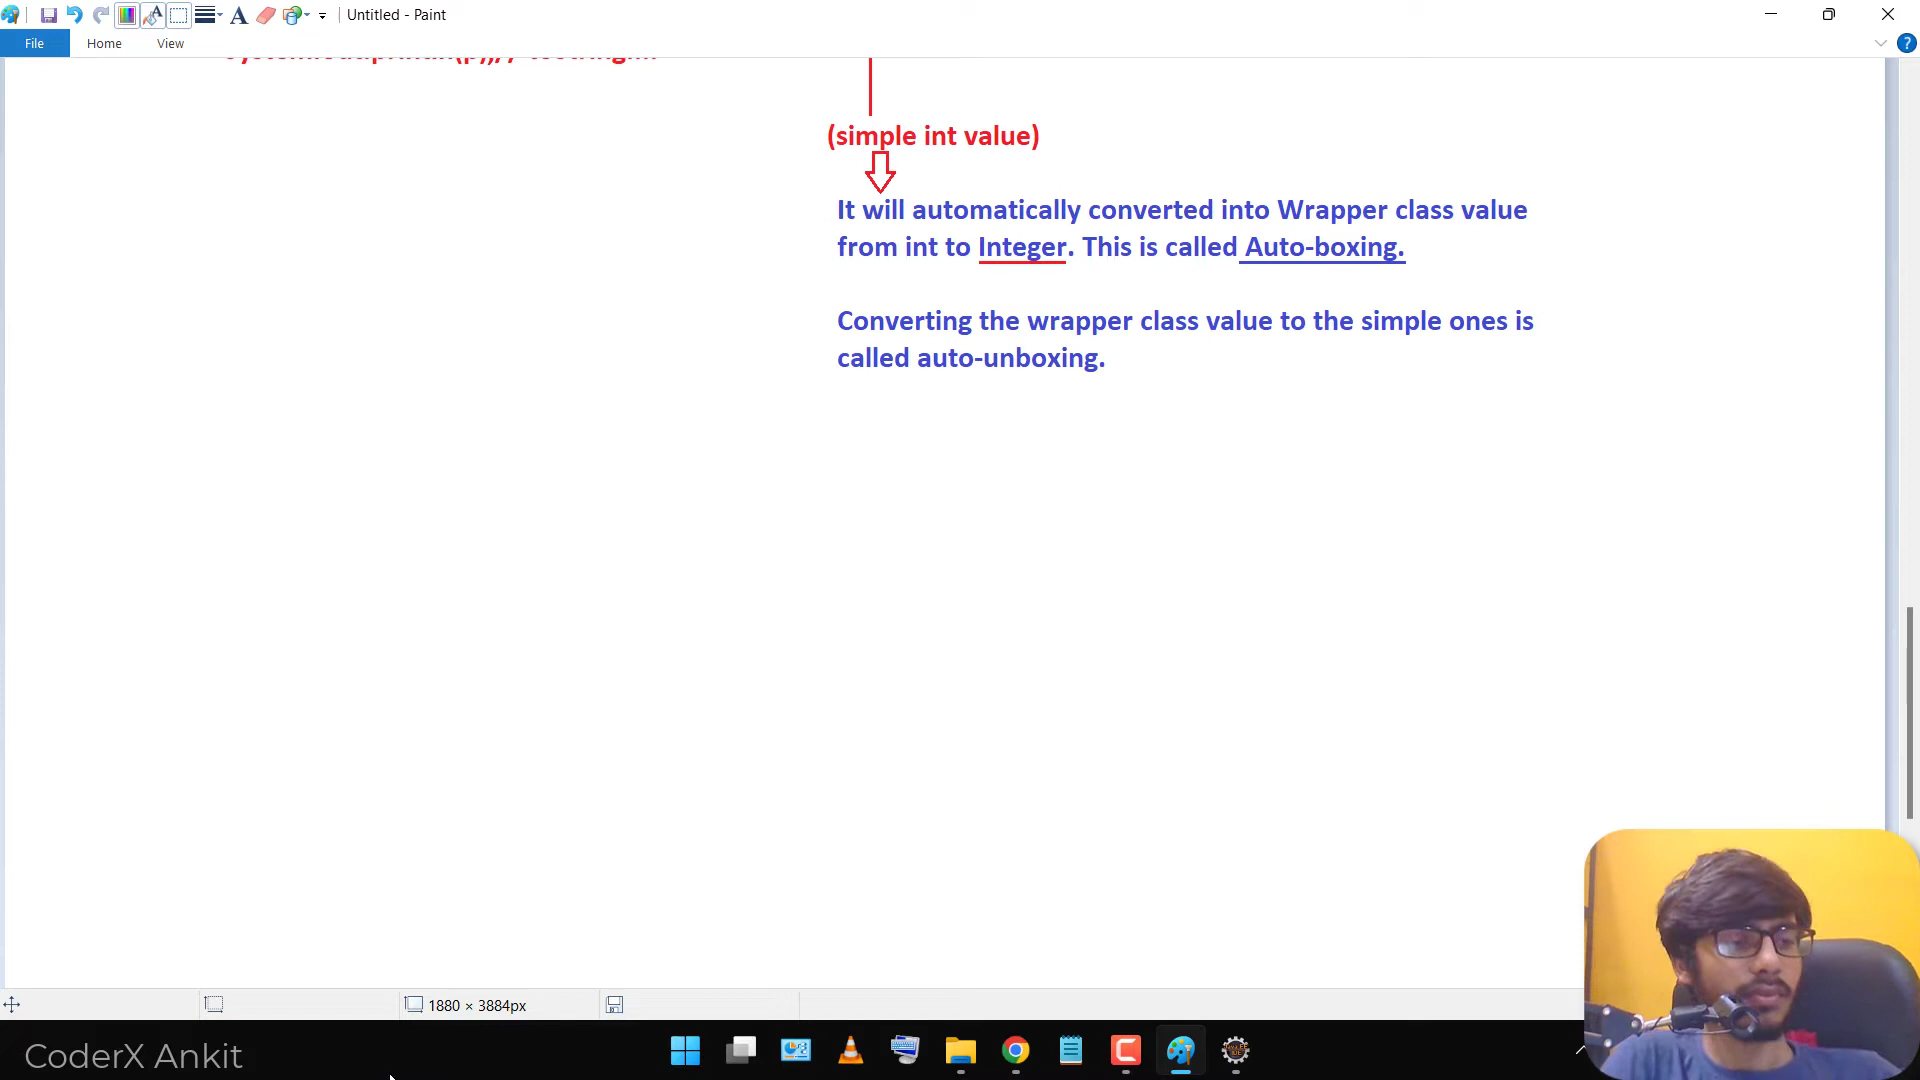 Untitled - Paint
File
Home
View
(simple int value)
It will automatically converted into Wrapper class value
from int to Integer. This is called Auto-boxing.
Converting the wrapper class value to the simple ones is
called auto-unboxing.
1880 × 3884px
CoderX Ankit